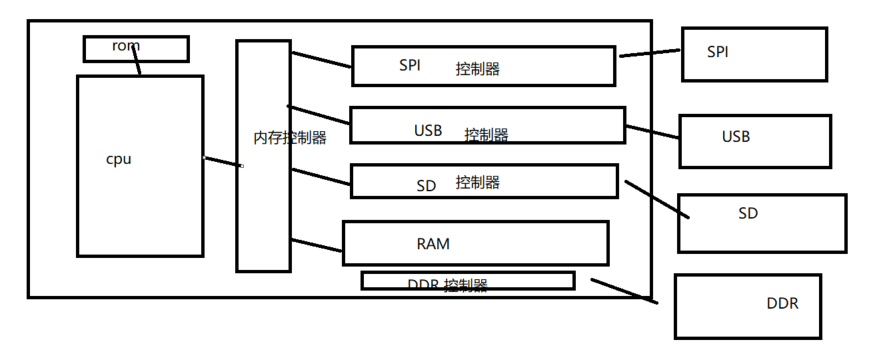 rom
cpu
内存控制器
SPI 控制器
USB 控制器
SD 控制器
RAM
DDR 控制器
SPI
USB
SD
DDR